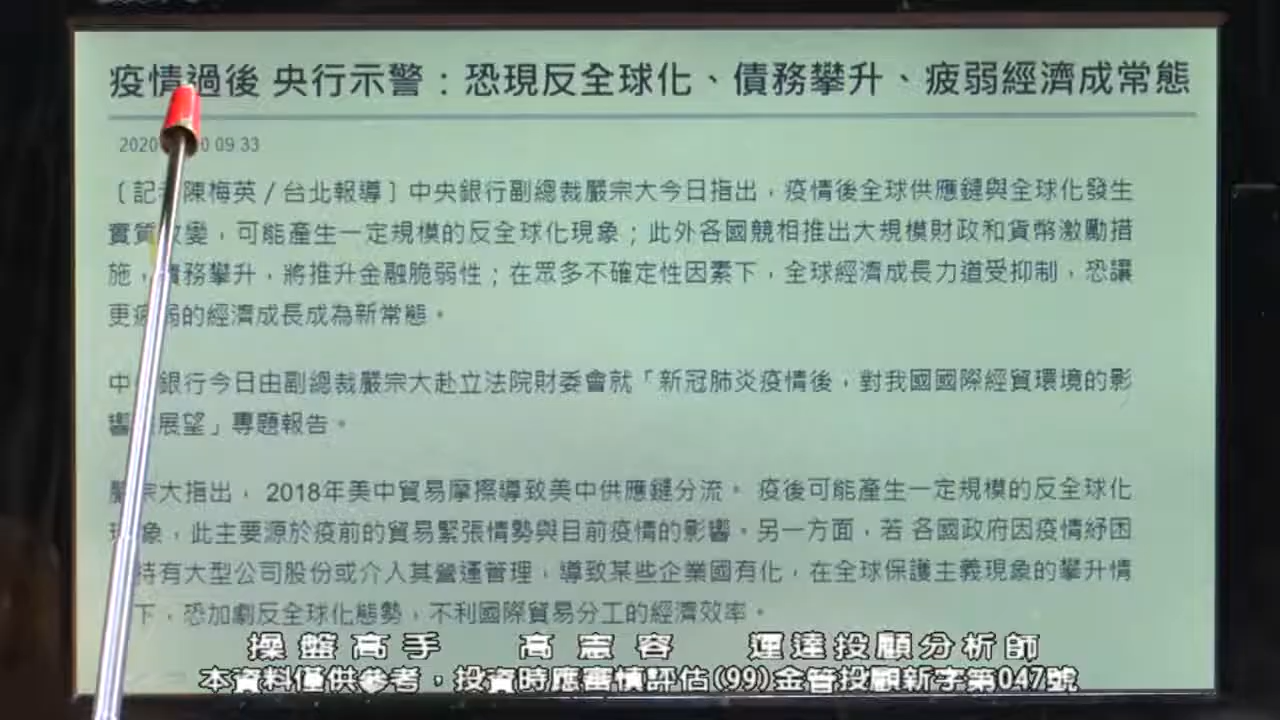 疫情過後 央行示警：恐現反全球化、債務攀升、疲弱經濟成常態
2020 0 09:33
〔記 陳梅英／台北報導〕中央銀行副總裁嚴宗大今日指出，疫情後全球供應鏈與全球化發生
實質改變，可能產生一定規模的反全球化現象；此外各國競相推出大規模財政和貨幣激勵措
施，債務攀升，將推升金融脆弱性；在眾多不確定性因素下，全球經濟成長力道受抑制，恐讓
更疲弱的經濟成長成為新常態。
中 銀行今日由副總裁嚴宗大赴立法院財委會就「新冠肺炎疫情後，對我國國際經貿環境的影
響 展望」專題報告。
嚴宗大指出， 2018年美中貿易摩擦導致美中供應鏈分流。 疫後可能產生一定規模的反全球化
現象，此主要源於疫前的貿易緊張情勢與目前疫情的影響。另一方面，若 各國政府因疫情紓困
持有大型公司股份或介入其營運管理，導致某些企業國有化，在全球保護主義現象的攀升情
下，恐加劇反全球化態勢，不利國際貿易分工的經濟效率。
操盤高手 高憲容 運達投顧分析師
本資料僅供參考，投資時應審慎評估(99)金管投顧新字第047號